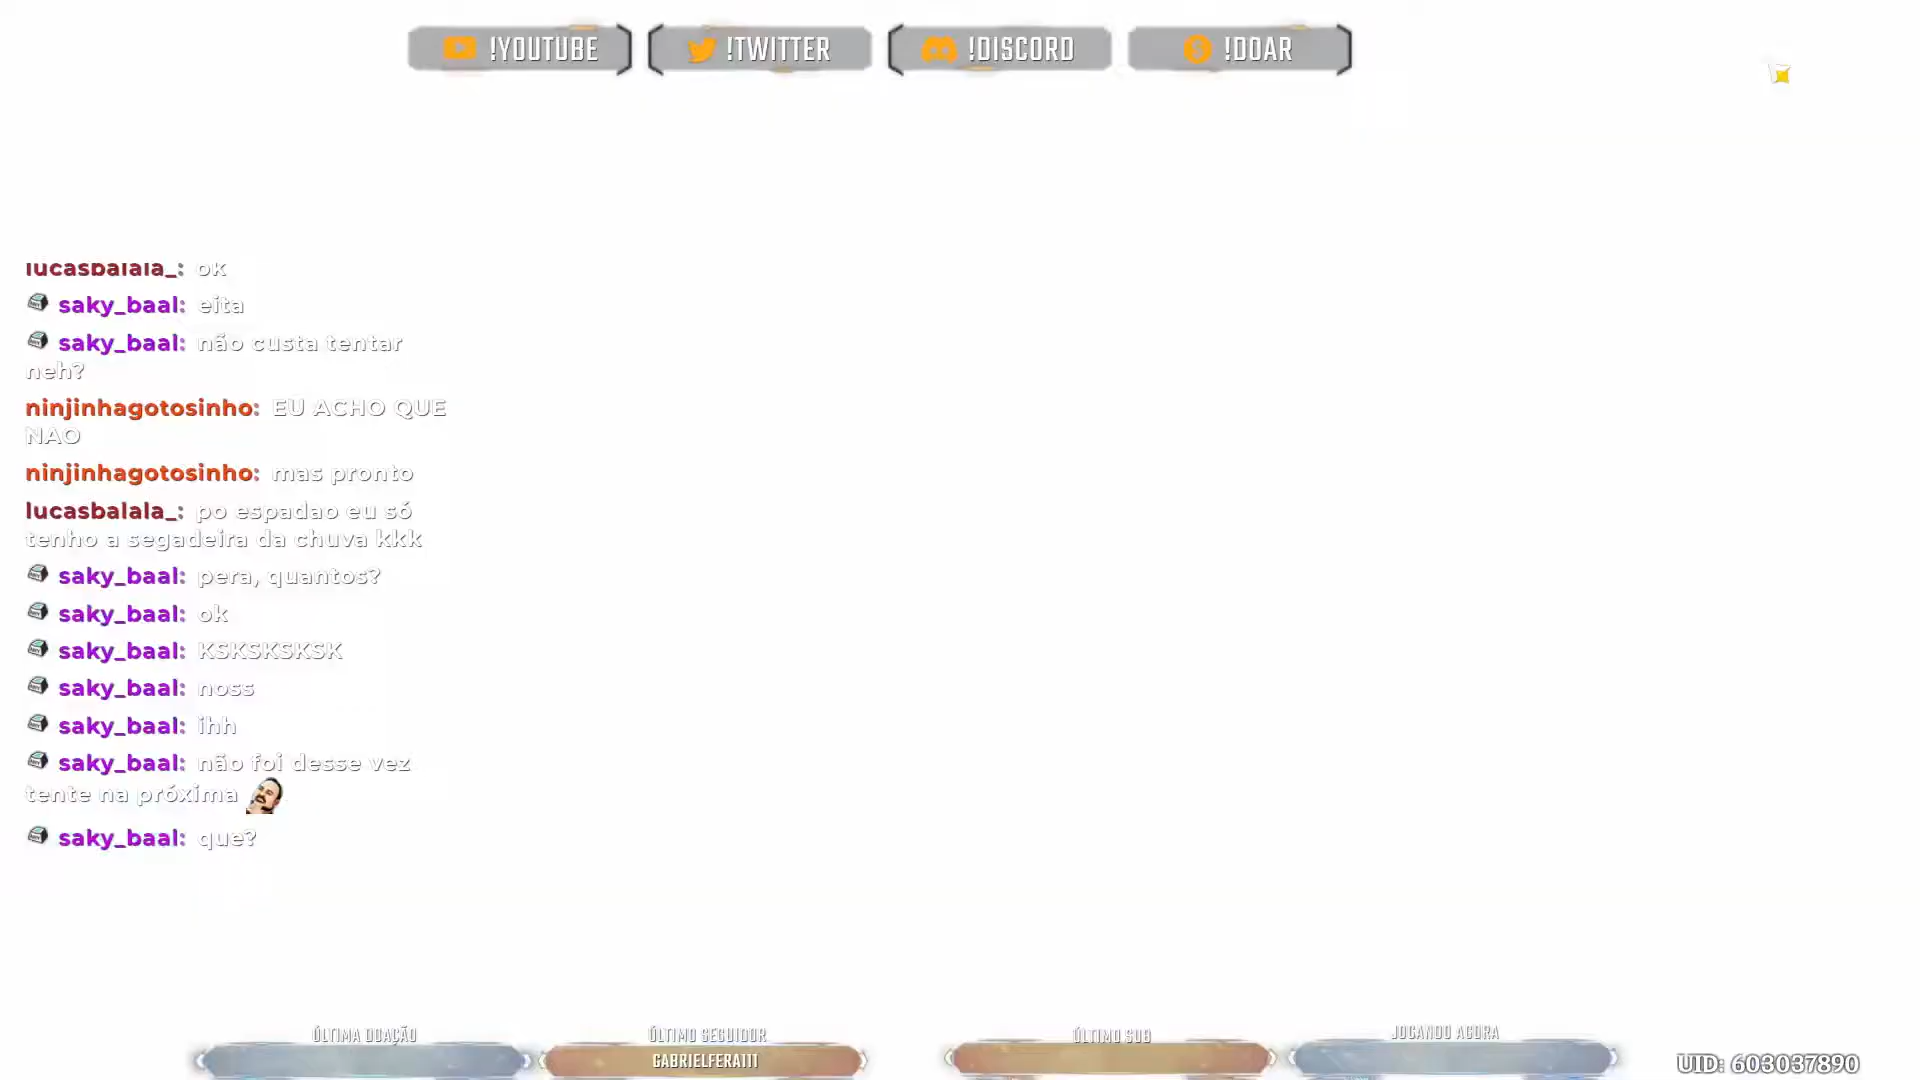 !YOUTUBE
!TWITTER
!DISCORD
!DOAR
lucasbalala_: ok
saky_baal: eita
saky_baal: não custa tentar
neh?
ninjinhagotosinho: EU ACHO QUE
NAO
ninjinhagotosinho: mas pronto
lucasbalala_: po espadao eu só
tenho a segadeira da chuva kkk
saky_baal: pera, quantos?
saky_baal: ok
saky_baal: KSKSKSKSK
saky_baal: noss
saky_baal: ihh
saky_baal: não foi desse vez
tente na próxima
saky_baal: que?
ÚLTIMA DOAÇÃO
ÚLTIMO SEGUIDOR
GABRIELFERA111
ÚLTIMO SUB
JOGANDO AGORA
UID: 603037890